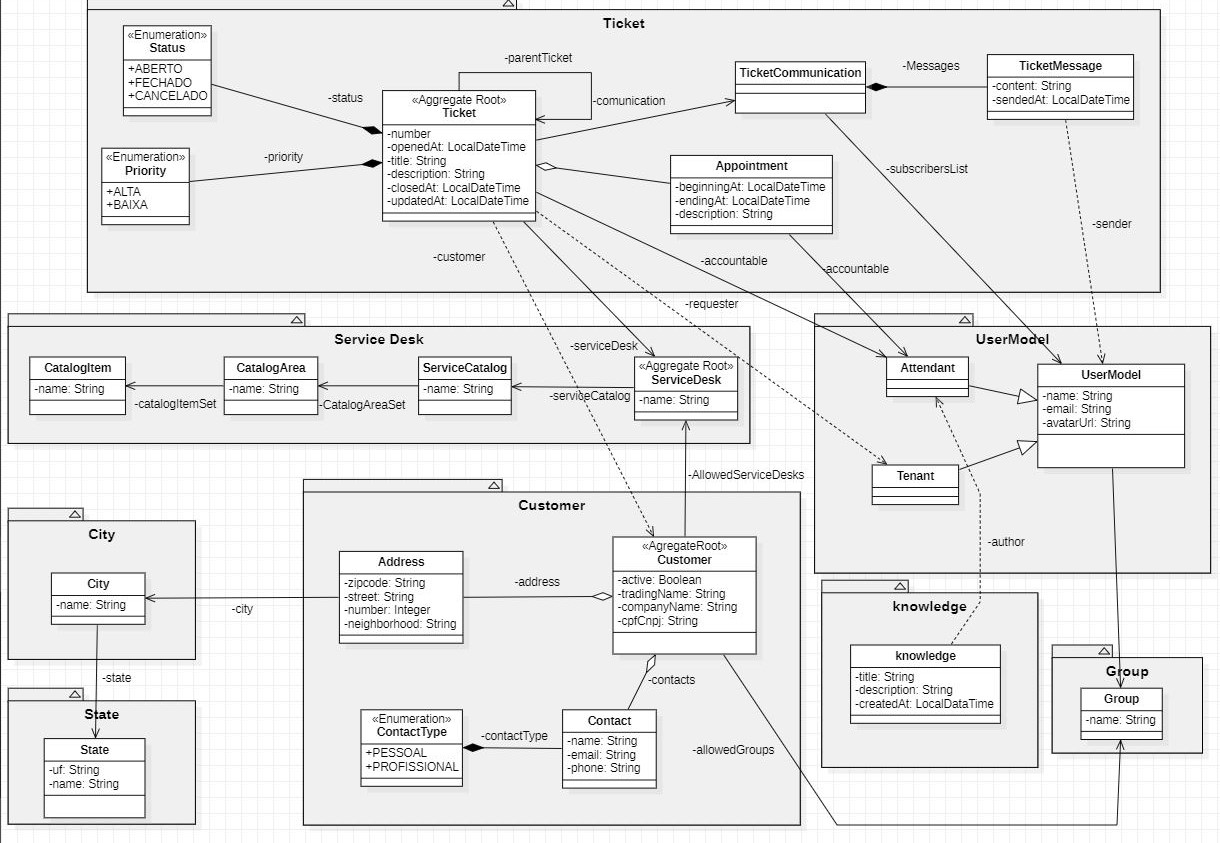 Ticket
«Enumeration»
Status
+ABERTO
+FECHADO
+CANCELADO
-status
«Enumeration»
Priority
+ALTA
+BAIXA
-priority
-parentTicket
«Aggregate Root»
Ticket
-number
-openedAt: LocalDateTime
-title: String
-description: String
-closedAt: LocalDateTime
-updatedAt: LocalDateTime
-comunication
TicketCommunication
-Messages
TicketMessage
-content: String
-sendedAt: LocalDateTime
Appointment
-beginningAt: LocalDateTime
-endingAt: LocalDateTime
-description: String
-subscribersList
-sender
-customer
-accountable
-accountable
-requester
Service Desk
CatalogItem
-name: String
-catalogItemSet
CatalogArea
-name: String
-CatalogAreaSet
ServiceCatalog
-name: String
-serviceDesk
-serviceCatalog
«Aggregate Root»
ServiceDesk
-name: String
-AllowedServiceDesks
UserModel
Attendant
UserModel
-name: String
-email: String
-avatarUrl: String
Tenant
-author
City
City
-name: String
-city
-state
State
State
-uf: String
-name: String
Customer
Address
-zipcode: String
-street: String
-number: Integer
-neighborhood: String
-address
«AgregateRoot»
Customer
-active: Boolean
-tradingName: String
-companyName: String
-cpfCnpj: String
-contacts
«Enumeration»
ContactType
+PESSOAL
+PROFISSIONAL
-contactType
Contact
-name: String
-email: String
-phone: String
-allowedGroups
knowledge
knowledge
-title: String
-description: String
-createdAt: LocalDataTime
Group
Group
-name: String